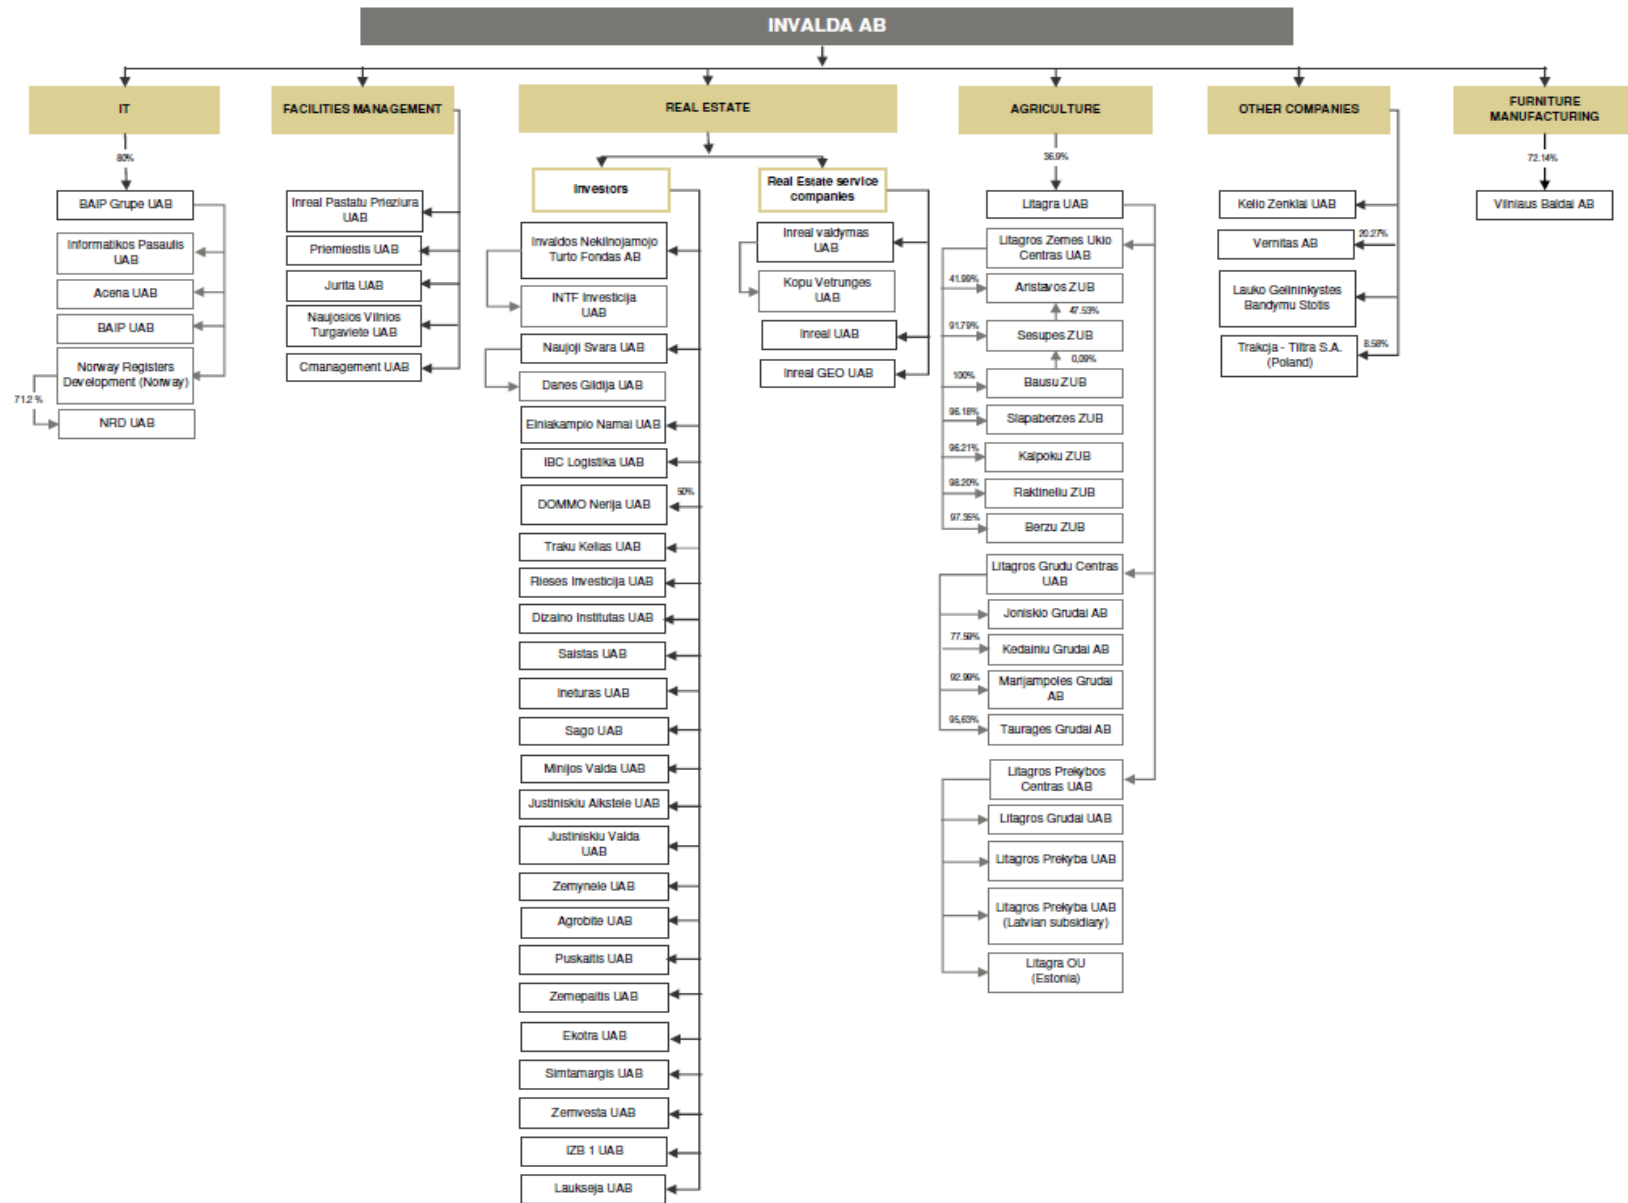 INVALDA AB
IT
80%
BAIP Grupe UAB
Informatikos Pasaulis
UAB
Acena UAB
BAIP UAB
Norway Registers
Development (Norway)
71.2 %
NRD UAB
FACILITIES MANAGEMENT
Inreal Pastatu Prieziura
UAB
Priemiestis UAB
Jurita UAB
Naujosios Vilnios
Turgaviete UAB
Cmanagement UAB
REAL ESTATE
Investors
Invaldos Nekilnojamojo
Turto Fondas AB
INTF Investicija
UAB
Naujoji Svara UAB
Danes Gildija UAB
Elniakampio Namai UAB
IBC Logistika UAB
50%
DOMMO Nerija UAB
Traku Kelias UAB
Rieses Investicija UAB
Dizaino Institutas UAB
Saistas UAB
Ineturas UAB
Sago UAB
Minijos Valda UAB
Justiniskiu Aikstele UAB
Justiniskiu Valda
UAB
Zemynele UAB
Agrobite UAB
Puskaitis UAB
Zemepaitis UAB
Ekotra UAB
Simtamargis UAB
Zemvesta UAB
IZB 1 UAB
Laukseja UAB
Real Estate service
companies
Inreal valdymas
UAB
Kopu Vetrunges
UAB
Inreal UAB
Inreal GEO UAB
AGRICULTURE
36.9%
Litagra UAB
Litagros Zemes Ukio
Centras UAB
41.99%
Aristavos ZUB
47.53%
91.79%
Sesupes ZUB
0,09%
100%
Bausu ZUB
96.18%
Slapaberzes ZUB
96.21%
Kalpoku ZUB
98.20%
Raktineliu ZUB
97.35%
Berzu ZUB
Litagros Grudu Centras
UAB
Joniskio Grudai AB
77.59%
Kedainiu Grudai AB
92.99%
Marijampoles Grudai
AB
95,63%
Taurages Grudai AB
Litagros Prekybos
Centras UAB
Litagros Grudai UAB
Litagros Prekyba UAB
Litagros Prekyba UAB
(Latvian subsidiary)
Litagra OU
(Estonia)
OTHER COMPANIES
Kelio Zenklai UAB
20.27%
Vernitas AB
Lauko Gelininkystes
Bandymu Stotis
8.58%
Trakcja - Tiltra S.A.
(Poland)
FURNITURE
MANUFACTURING
72.14%
Vilniaus Baldai AB